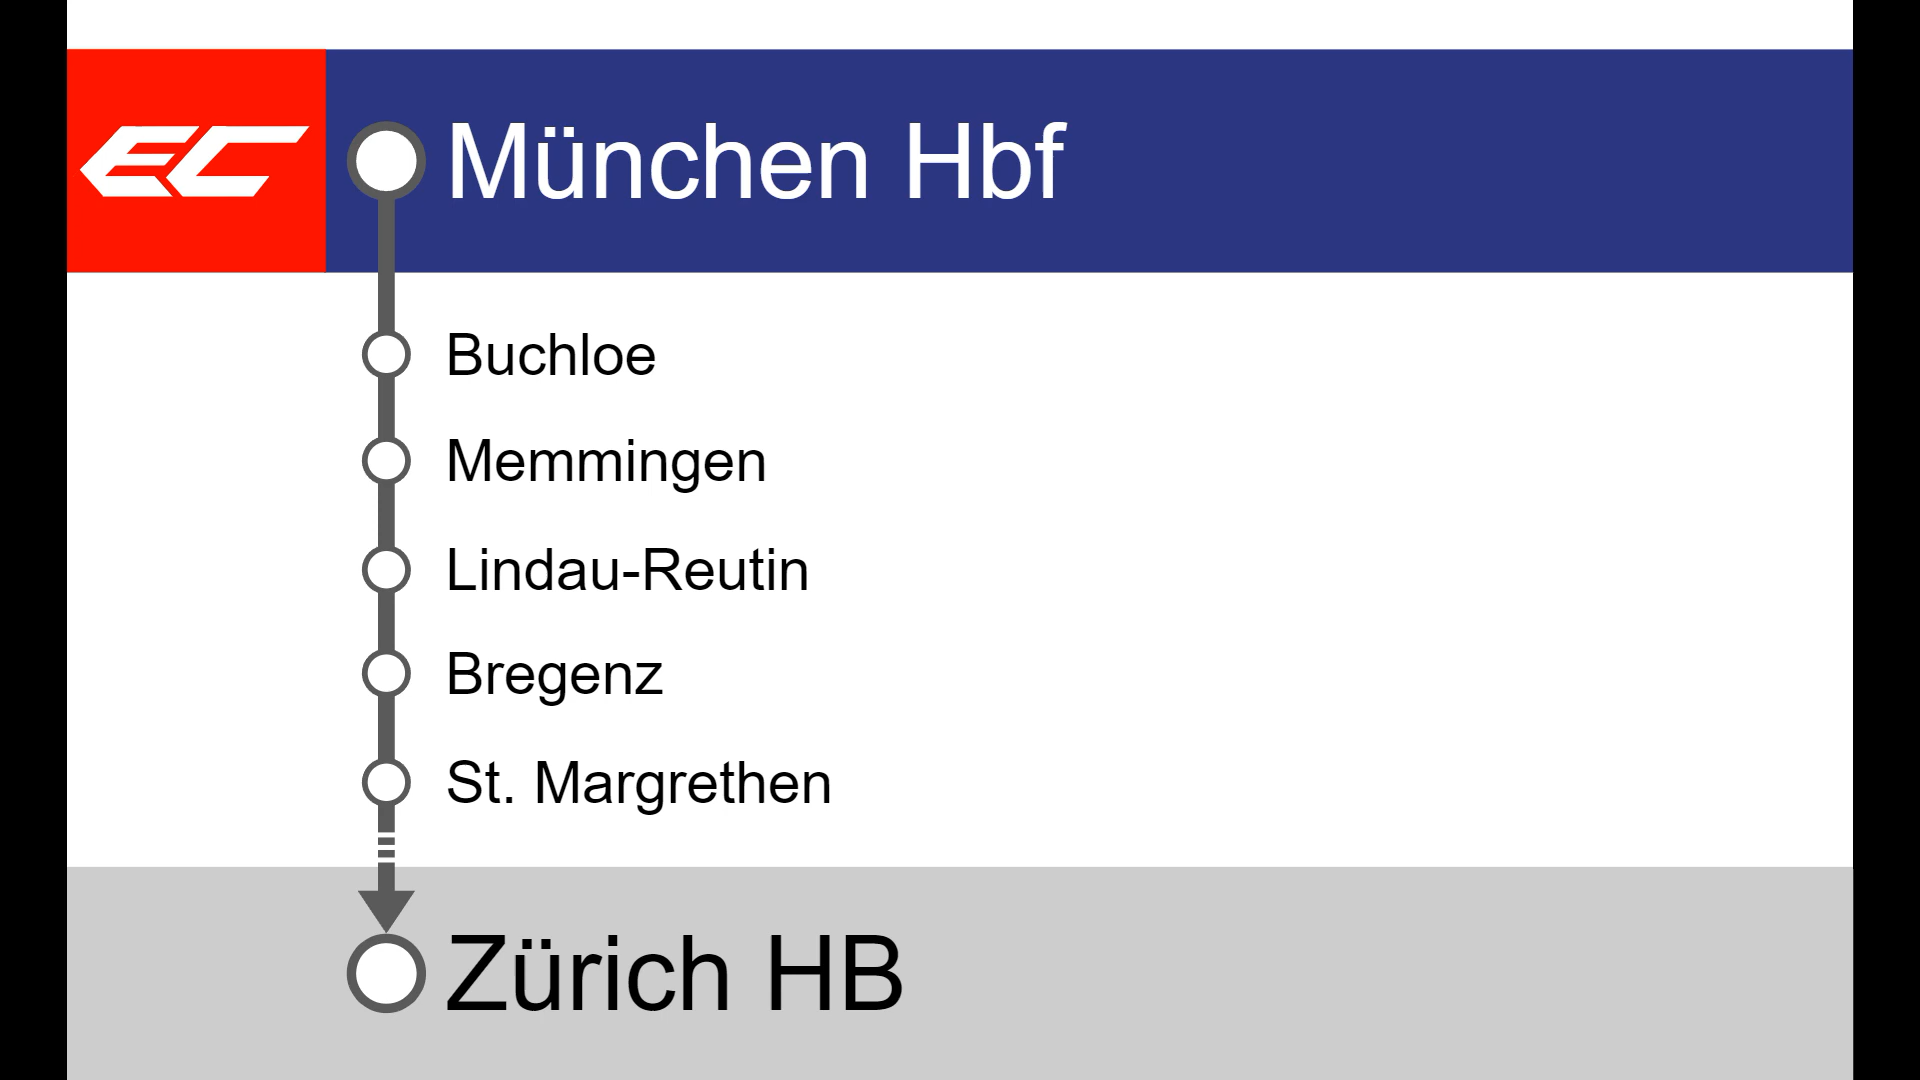 EC
München Hbf
Buchloe
Memmingen
Lindau-Reutin
Bregenz
St. Margrethen
Zürich HB